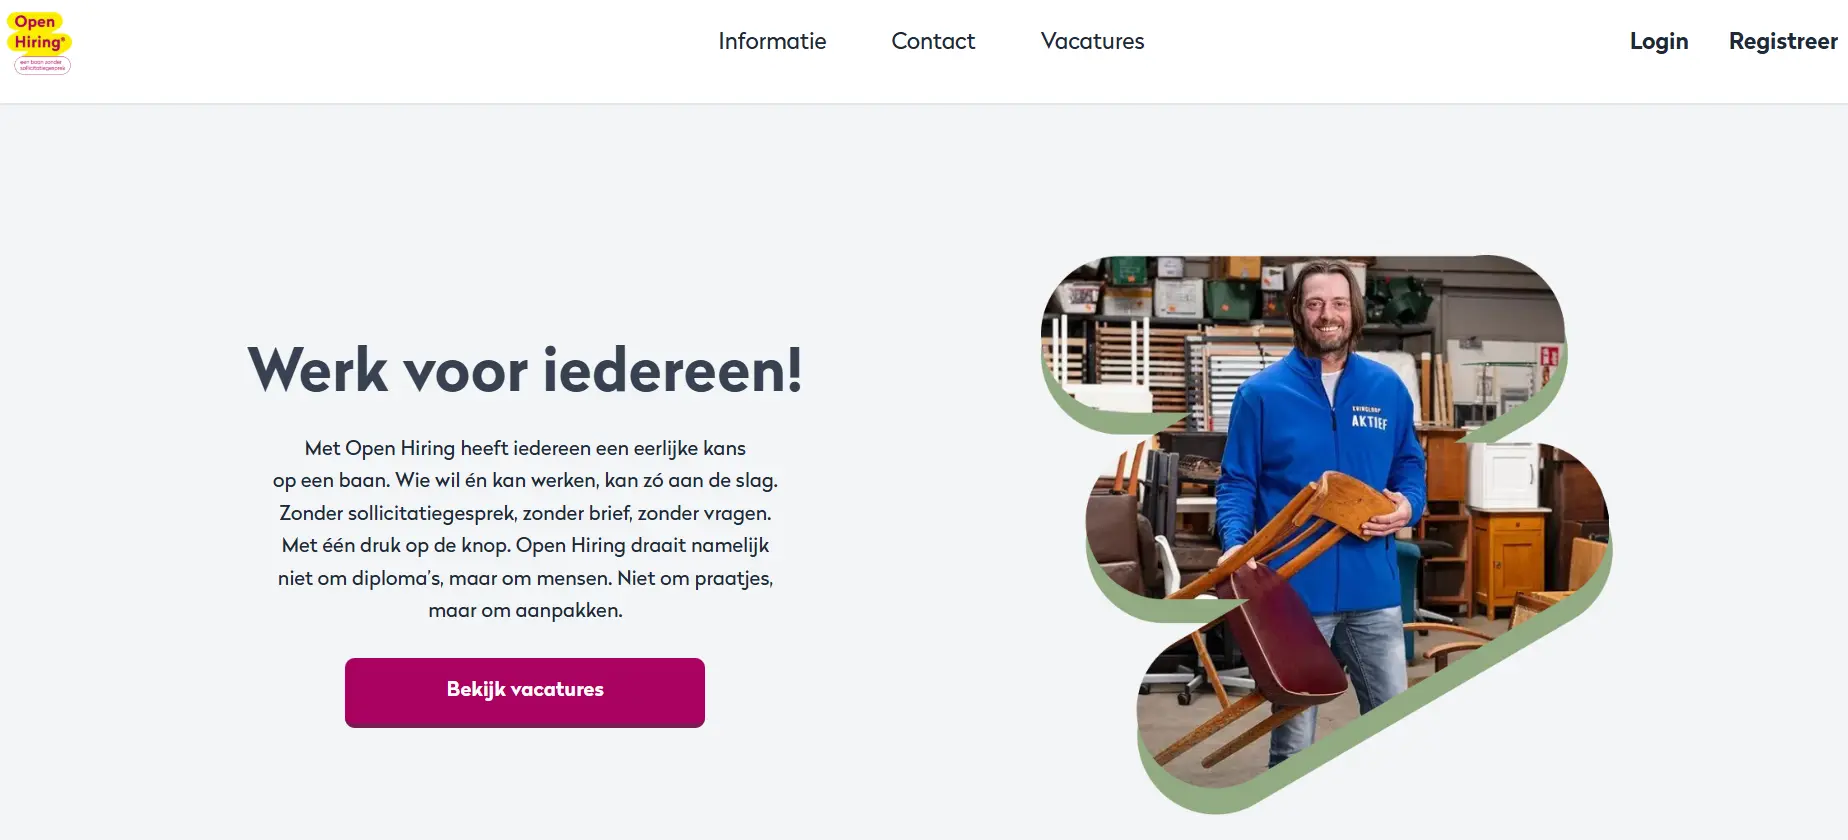 Open
Hiring®
een baan zonder
sollicitatiegesprek
Informatie
Contact
Vacatures
Login
Registreer
Werk voor iedereen!
Met Open Hiring heeft iedereen een eerlijke kans
op een baan. Wie wil én kan werken, kan zó aan de slag.
Zonder sollicitatiegesprek, zonder brief, zonder vragen.
Met één druk op de knop. Open Hiring draait namelijk
niet om diploma’s, maar om mensen. Niet om praatjes,
maar om aanpakken.
Bekijk vacatures
KRINGLOOP
AKTIEF